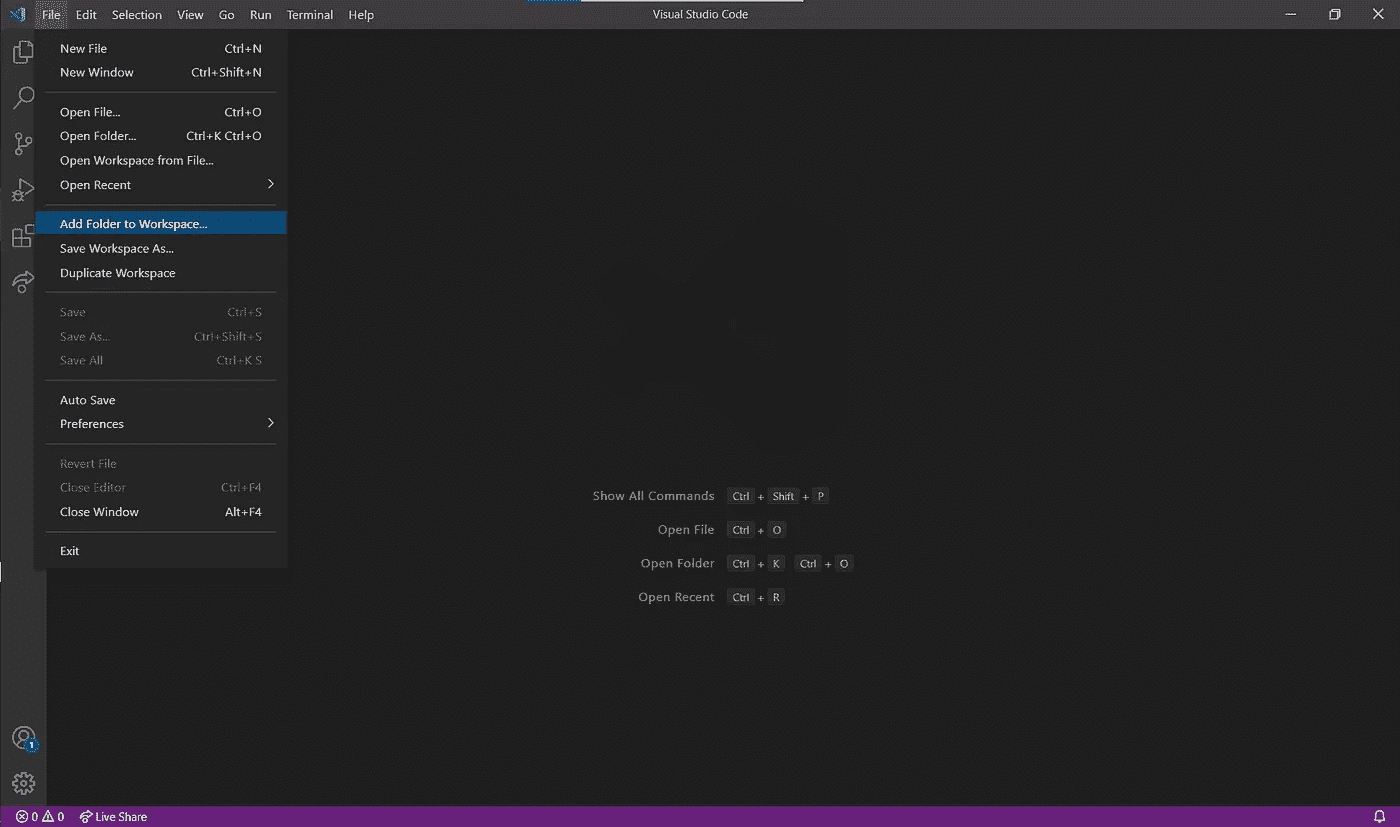 File Edit Selection View Go Run Terminal Help Visual Studio Code
New File Ctrl+N
New Window Ctrl+Shift+N
Open File... Ctrl+O
Open Folder... Ctrl+K Ctrl+O
Open Workspace from File...
Open Recent
Add Folder to Workspace...
Save Workspace As...
Duplicate Workspace
Save Ctrl+S
Save As... Ctrl+Shift+S
Save All Ctrl+K S
Auto Save
Preferences
Revert File
Close Editor Ctrl+F4
Close Window Alt+F4
Exit
Show All Commands Ctrl + Shift + P
Open File Ctrl + O
Open Folder Ctrl + K Ctrl + O
Open Recent Ctrl + R
1
0 0 Live Share